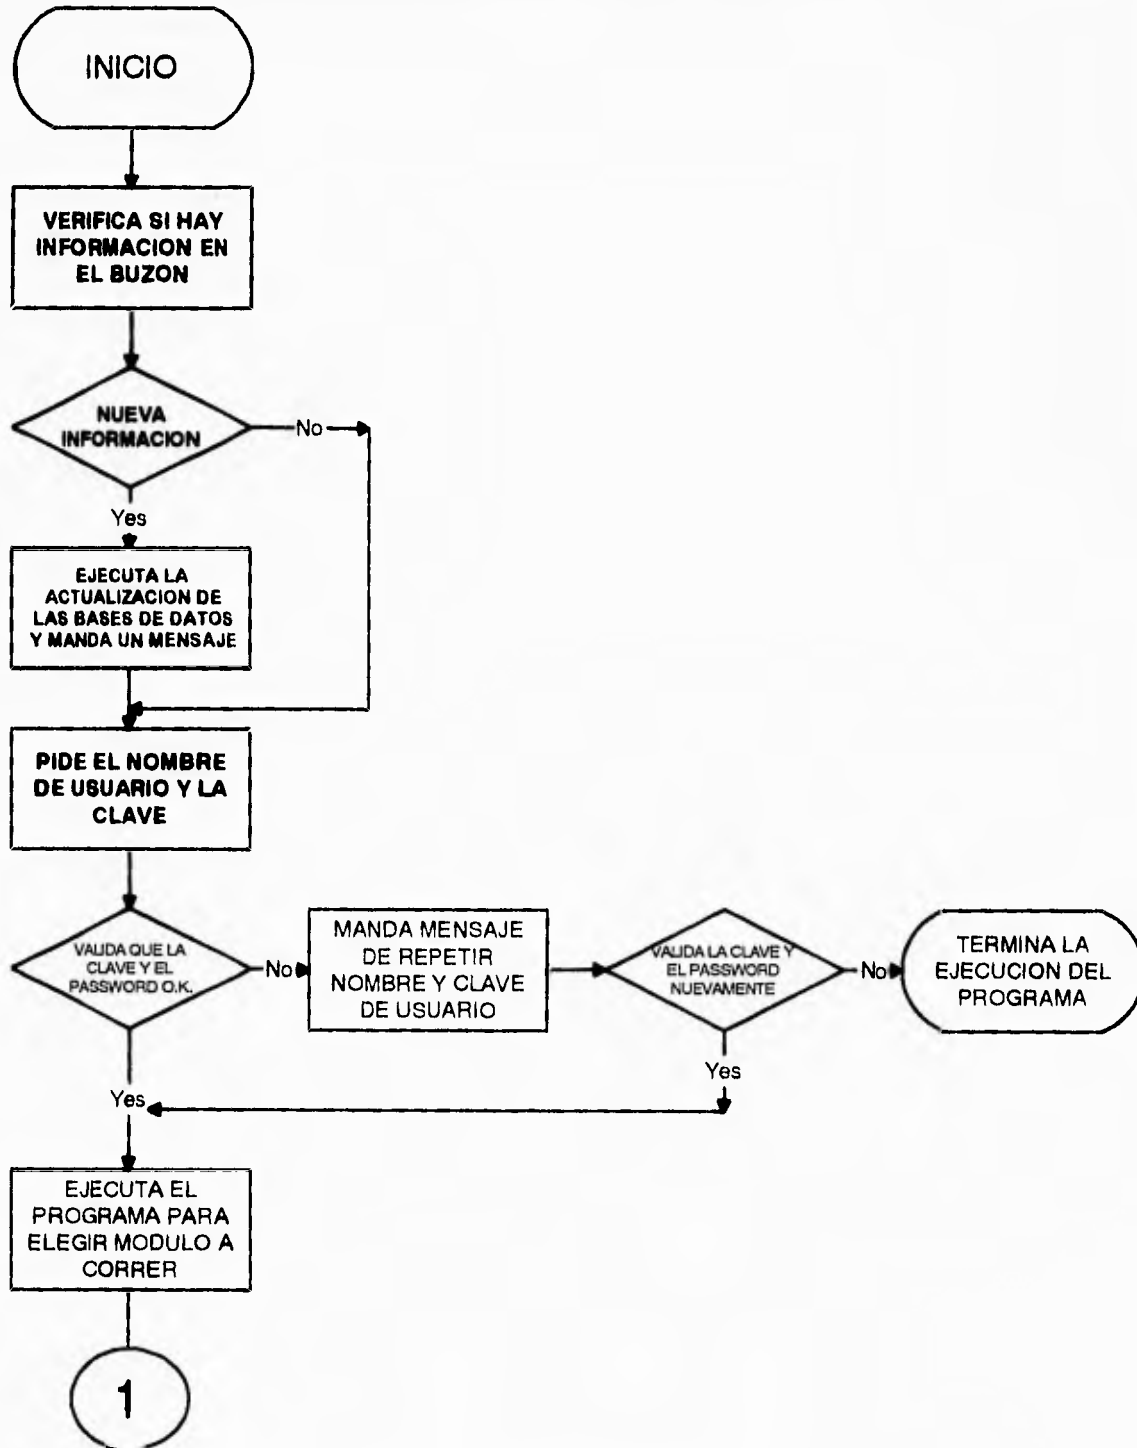 INICIO
VERIFICA SI HAY
INFORMACION EN
EL BUZON
NUEVA
INFORMACION
No
Yes
EJECUTA LA
ACTUALIZACION DE
LAS BASES DE DATOS
Y MANDA UN MENSAJE
PIDE EL NOMBRE
DE USUARIO Y LA
CLAVE
VALIDA QUE LA
CLAVE Y EL
PASSWORD O.K.
No
MANDA MENSAJE
DE REPETIR
NOMBRE Y CLAVE
DE USUARIO
VALIDA LA CLAVE Y
EL PASSWORD
NUEVAMENTE
No
TERMINA LA
EJECUCION DEL
PROGRAMA
Yes
Yes
EJECUTA EL
PROGRAMA PARA
ELEGIR MODULO A
CORRER
1